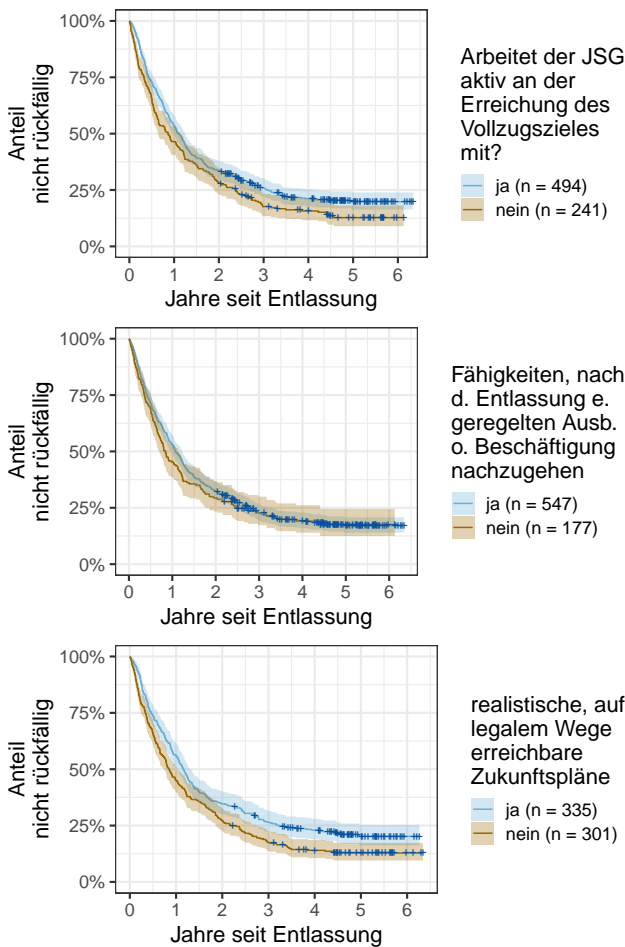 100%
75%
50%
25%
0%
Anteil
nicht rückfällig
0 1 2 3 4 5 6
Jahre seit Entlassung
Arbeitet der JSG
aktiv an der
Erreichung des
Vollzugszieles
mit?
ja (n = 494)
nein (n = 241)
100%
75%
50%
25%
0%
Anteil
nicht rückfällig
0 1 2 3 4 5 6
Jahre seit Entlassung
Fähigkeiten, nach
d. Entlassung e.
geregelten Ausb.
o. Beschäftigung
nachzugehen
ja (n = 547)
nein (n = 177)
100%
75%
50%
25%
0%
Anteil
nicht rückfällig
0 1 2 3 4 5 6
Jahre seit Entlassung
realistische, auf
legalem Wege
erreichbare
Zukunftspläne
ja (n = 335)
nein (n = 301)